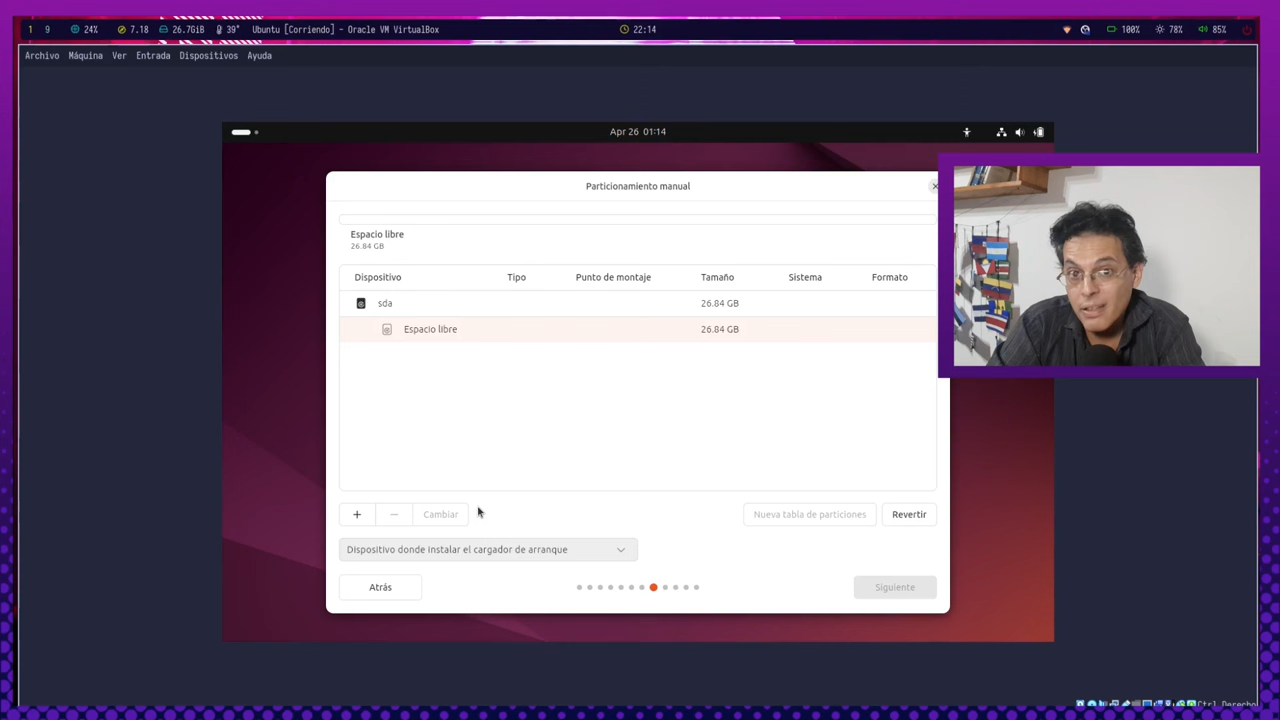 1 9 24% 7.18 26.7GiB 39° Ubuntu [Corriendo] - Oracle VM VirtualBox 22:14 100% 78% 85%
Archivo Máquina Ver Entrada Dispositivos Ayuda
Apr 26 01:14
Particionamiento manual
Espacio libre
26.84 GB
Dispositivo Tipo Punto de montaje Tamaño Sistema Formato
sda 26.84 GB
Espacio libre 26.84 GB
+ − Cambiar Nueva tabla de particiones Revertir
Dispositivo donde instalar el cargador de arranque
Atrás Siguiente
Ctrl Derecho